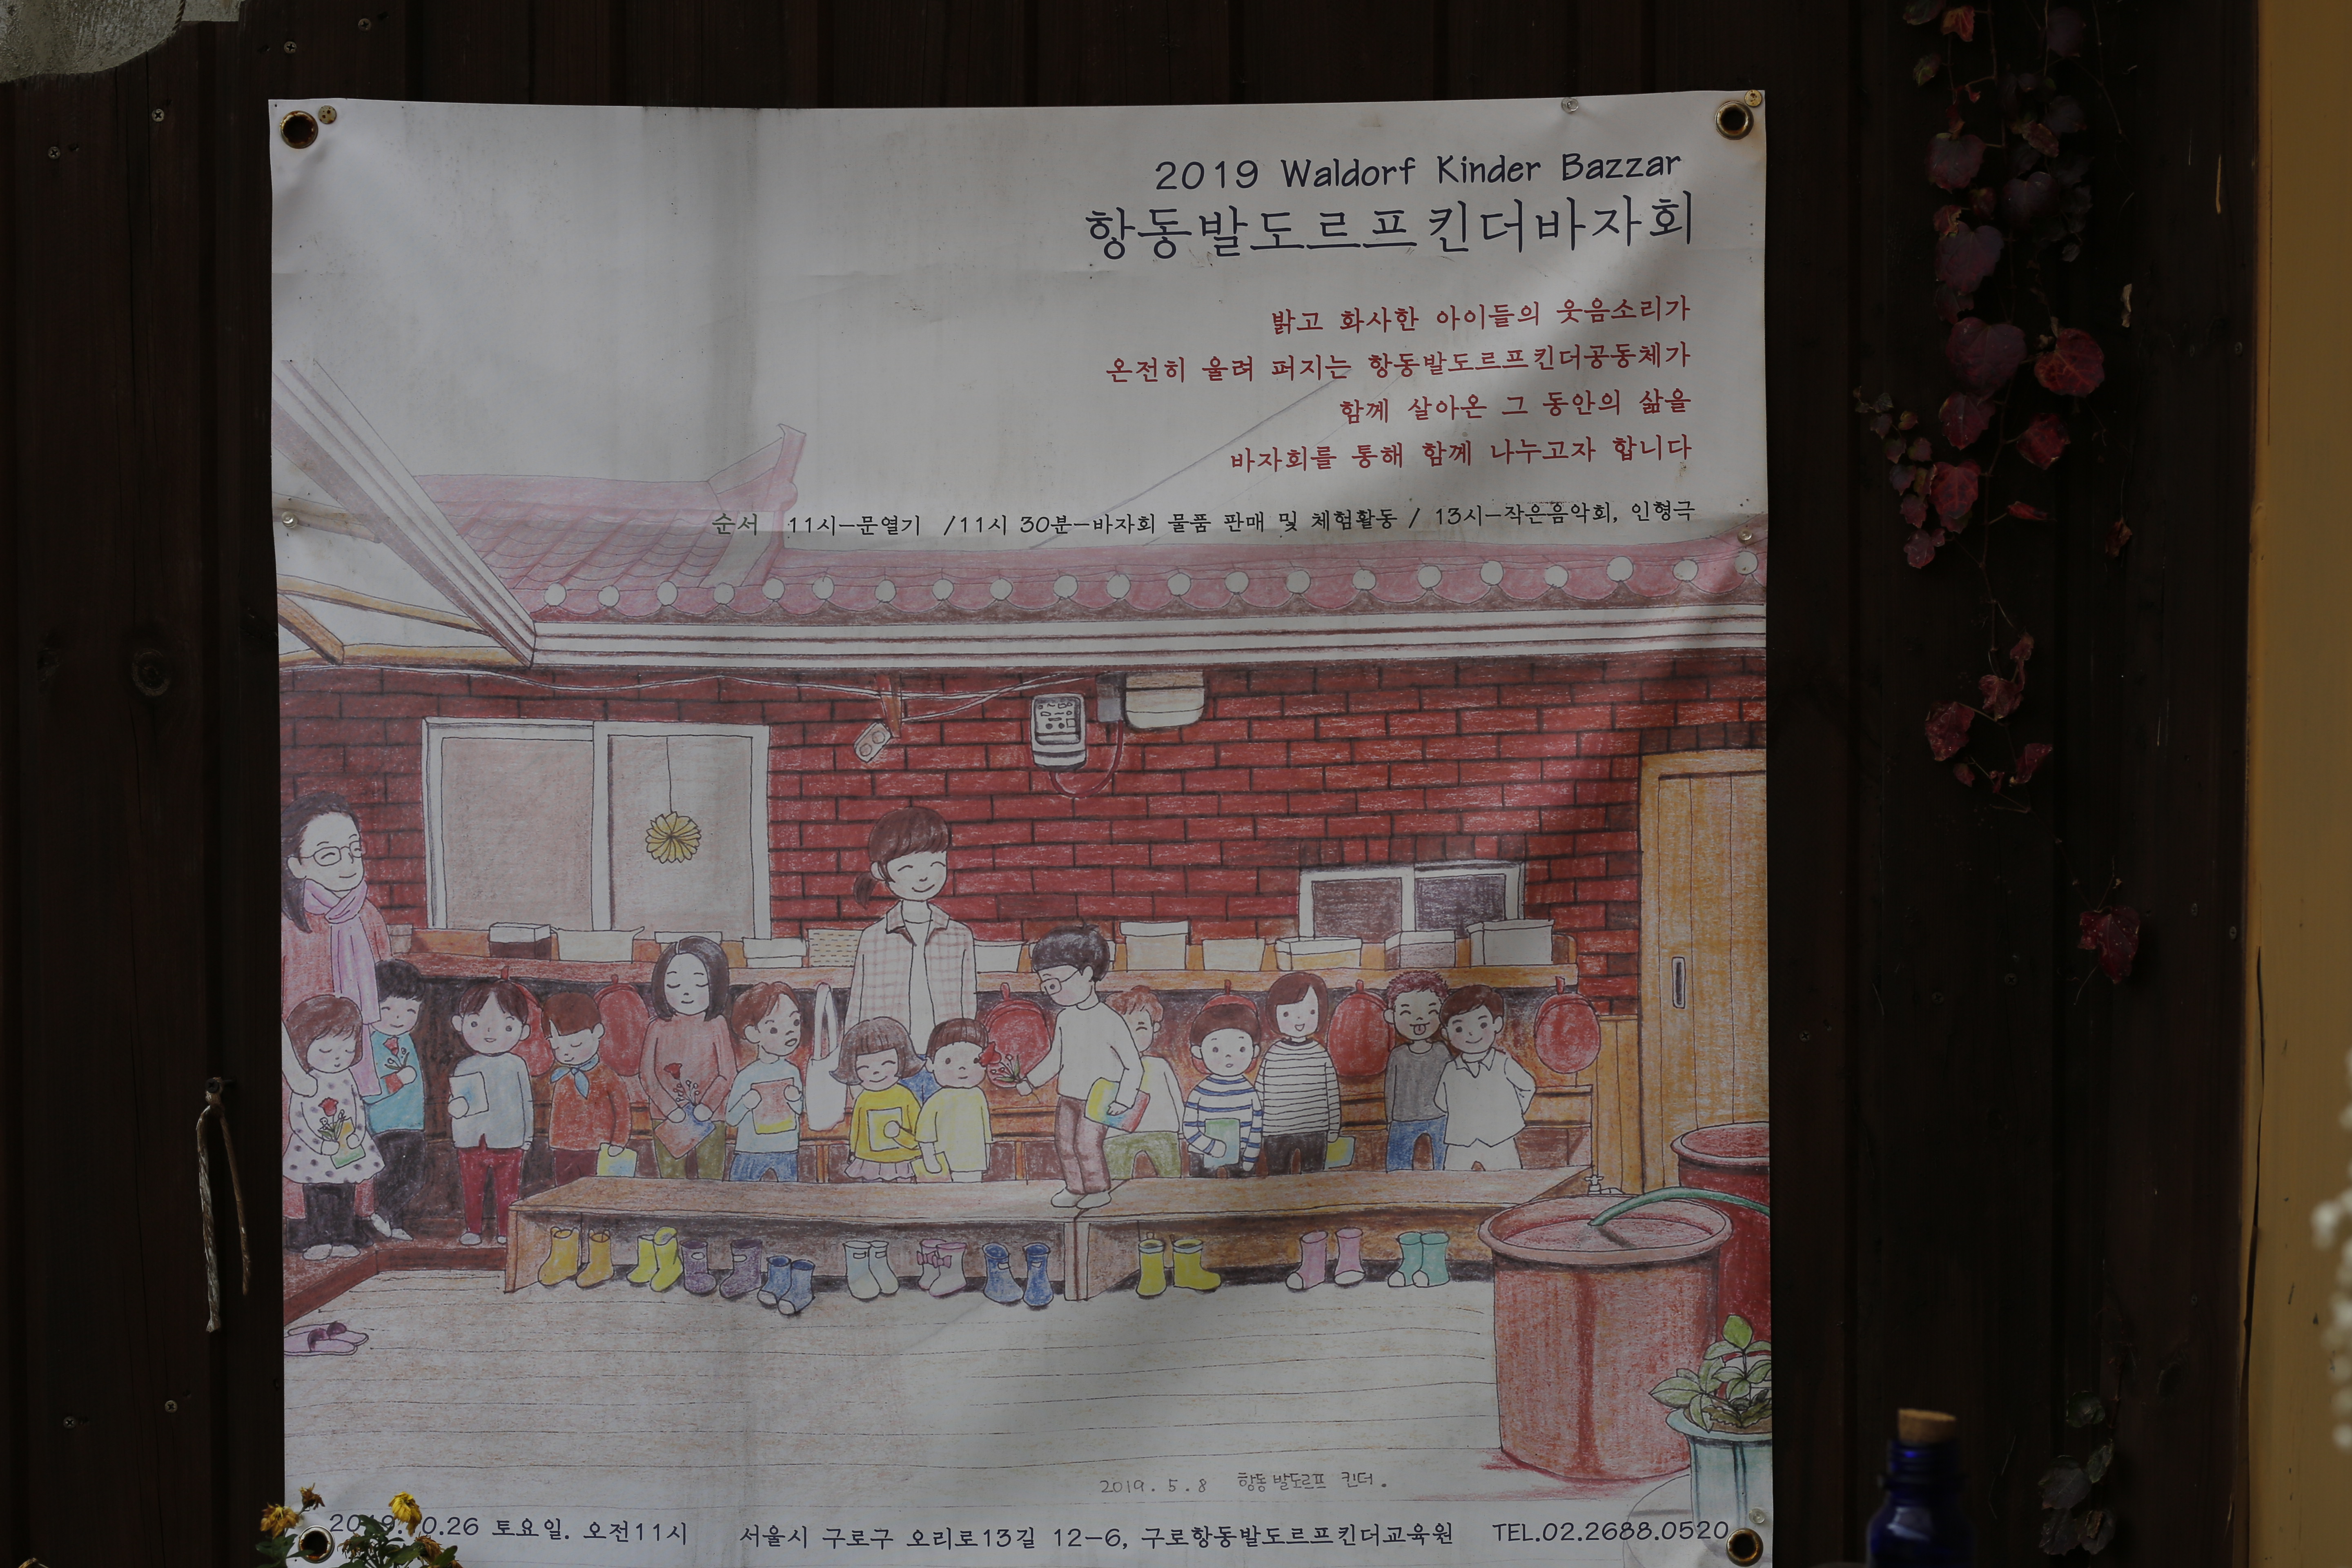 2019 Waldorf Kinder Bazzar
항동발도르프킨더바자회
밝고 화사한 아이들의 웃음소리가
온전히 울려 퍼지는 항동발도르프킨더공동체가
함께 살아온 그 동안의 삶을
바자회를 통해 함께 나누고자 합니다
순서 11시-문열기 /11시 30분-바자회 물품 판매 및 체험활동 / 13시-작은음악회, 인형극
2019. 5. 8 항동발도르프 킨더.
2019.10.26 토요일. 오전11시 서울시 구로구 오리로13길 12-6, 구로항동발도르프킨더교육원 TEL.02.2688.0520